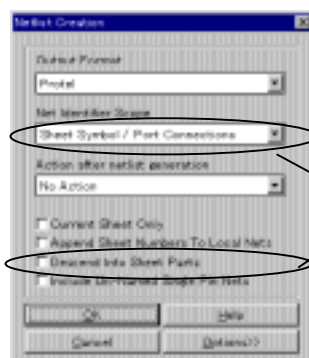 Netlist Creation
Output Format
Protel
Net Identifier Scope
Sheet Symbol / Port Connections
Action after netlist generation
No Action
Current Sheet Only
Append Sheet Numbers To Local Nets
Descend Into Sheet Parts
Include Un-Named Single Pin Nets
OK
Help
Cancel
Options>>